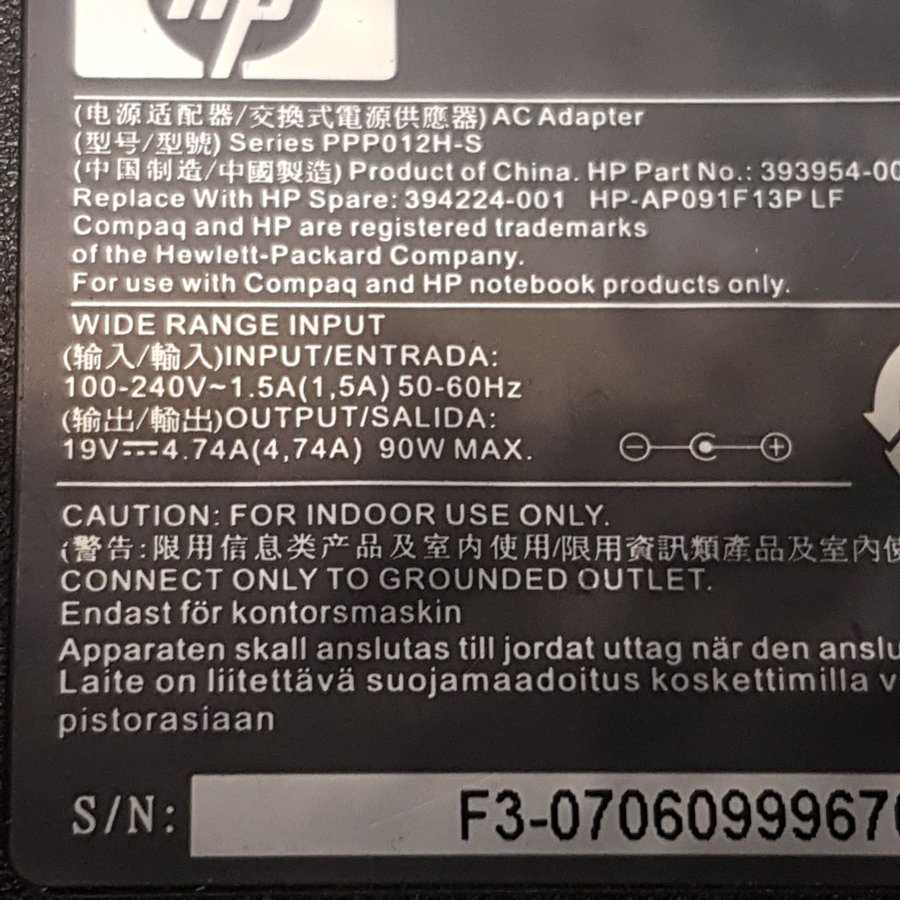 hp
(电源适配器/交換式電源供應器) AC Adapter
(型号/型號) Series PPP012H-S
(中国制造/中國製造) Product of China. HP Part No.: 393954-00
Replace With HP Spare: 394224-001 HP-AP091F13P LF
Compaq and HP are registered trademarks
of the Hewlett-Packard Company.
For use with Compaq and HP notebook products only.
WIDE RANGE INPUT
(输入/輸入)INPUT/ENTRADA:
100-240V~1.5A(1,5A) 50-60Hz
(输出/輸出)OUTPUT/SALIDA:
19V⎓4.74A(4,74A) 90W MAX.
CAUTION: FOR INDOOR USE ONLY.
(警告:限用信息类产品及室内使用/限用資訊類產品及室內使
CONNECT ONLY TO GROUNDED OUTLET.
Endast för kontorsmaskin
Apparaten skall anslutas till jordat uttag när den anslu
Laite on liitettävä suojamaadoitus koskettimilla v
pistorasiaan
S/N: F3-07060999670